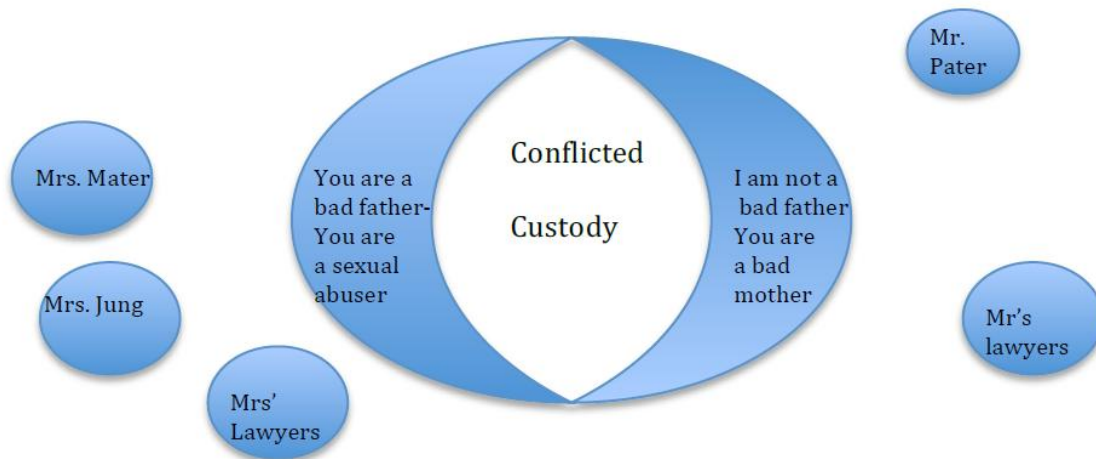 Mr.
Pater
Mrs. Mater
Mrs. Jung
Mrs'
Lawyers
You are a
bad father-
You are
a sexual
abuser
Conflicted
Custody
I am not a
bad father
You are
a bad
mother
Mr's
lawyers